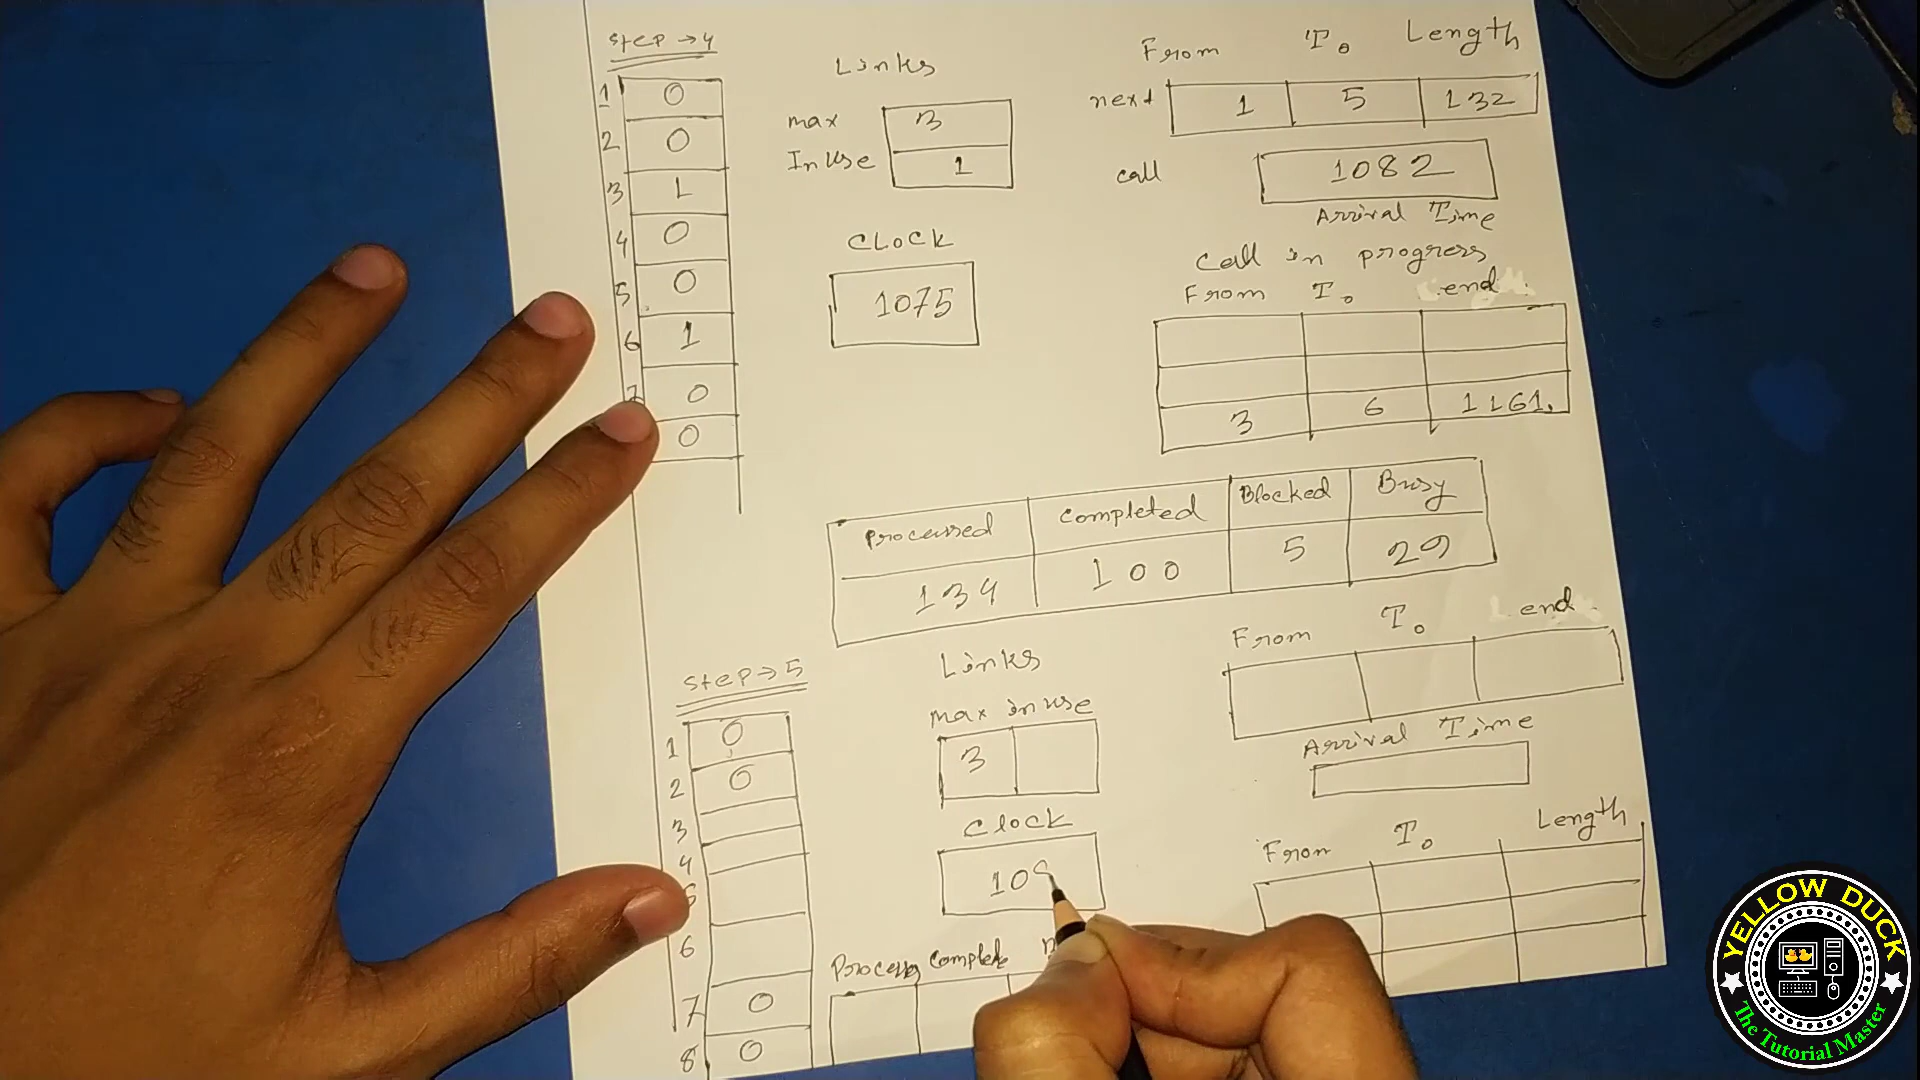 Step → 4
1 0
2 0
3 1
4 0
5 0
6 1
7 0
0
Links
max 3
In Use 1
CLOCK
1075
From To Length
next 1 5 132
call 1082
Arrival Time
Call in progress
From To end
3 6 1161.
Processed Completed Blocked Busy
134 100 5 29
Step → 5
1 0
2 0
3
4
5
6
7 0
8 0
Links
Max in use
3
Clock
108
From To end
Arrival Time
From To Length
YELLOW DUCK
The Tutorial Master